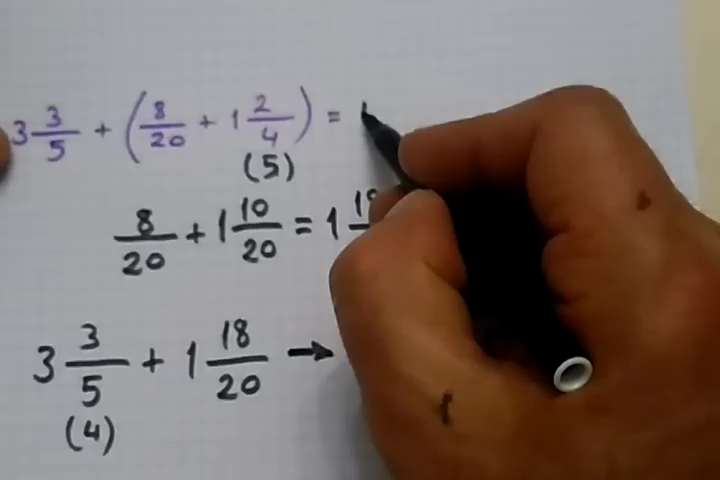 3 3/5 + (8/20 + 1 2/4) =
(5)
8/20 + 1 10/20 = 1 18
3 3/5 + 1 18/20 →
(4)